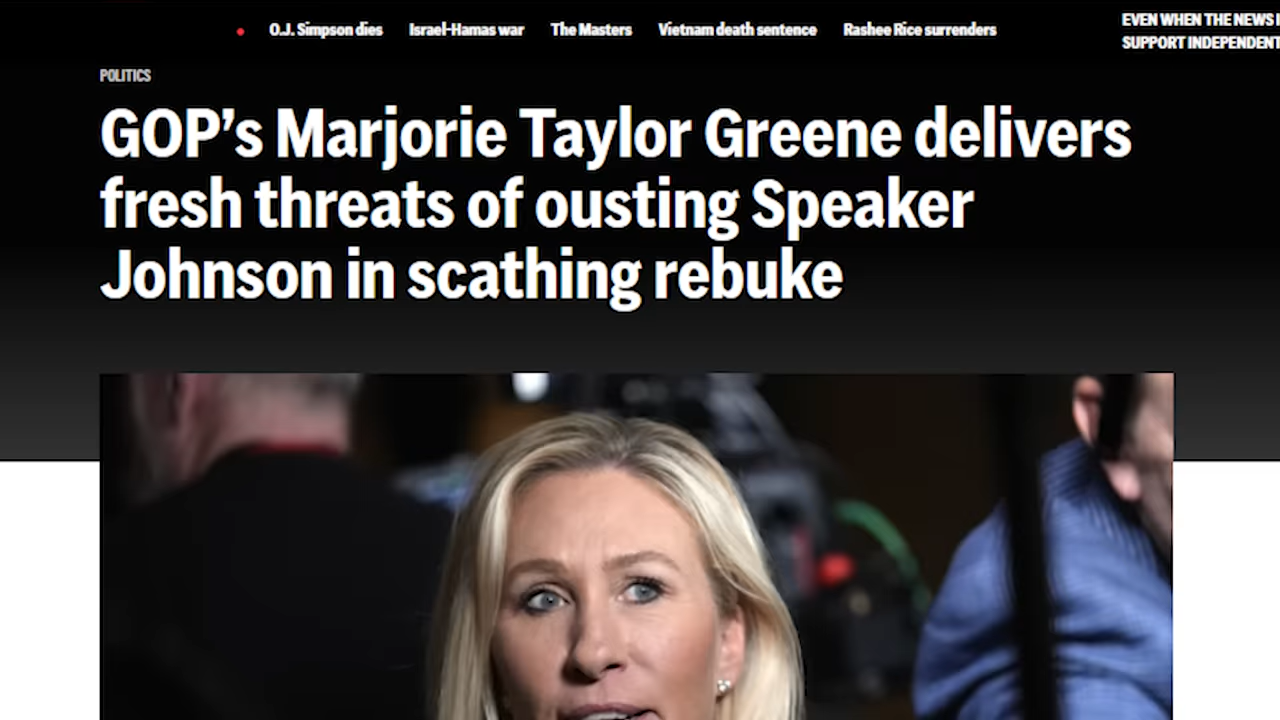 O.J. Simpson dies Israel-Hamas war The Masters Vietnam death sentence Rashee Rice surrenders
EVEN WHEN THE NEWS
SUPPORT INDEPENDENT
POLITICS
GOP’s Marjorie Taylor Greene delivers
fresh threats of ousting Speaker
Johnson in scathing rebuke